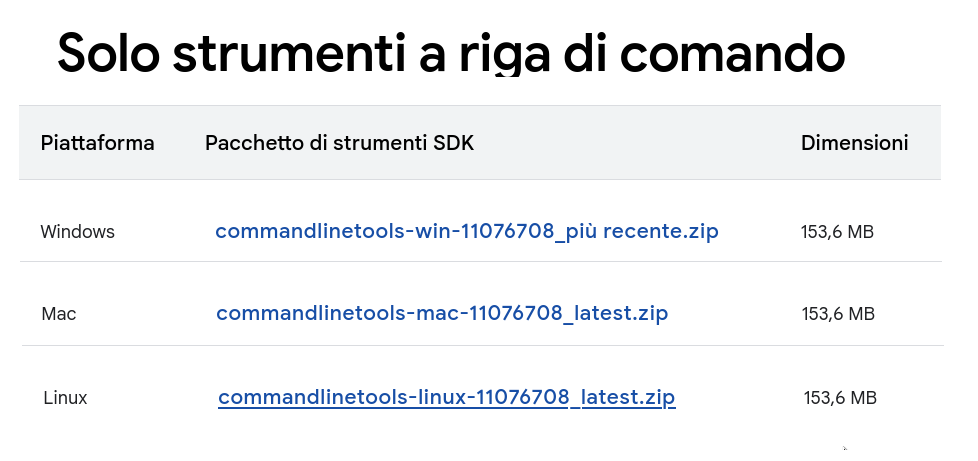 Solo strumenti a riga di comando
Piattaforma Pacchetto di strumenti SDK Dimensioni
Windows commandlinetools-win-11076708_più recente.zip 153,6 MB
Mac commandlinetools-mac-11076708_latest.zip 153,6 MB
Linux commandlinetools-linux-11076708_latest.zip 153,6 MB